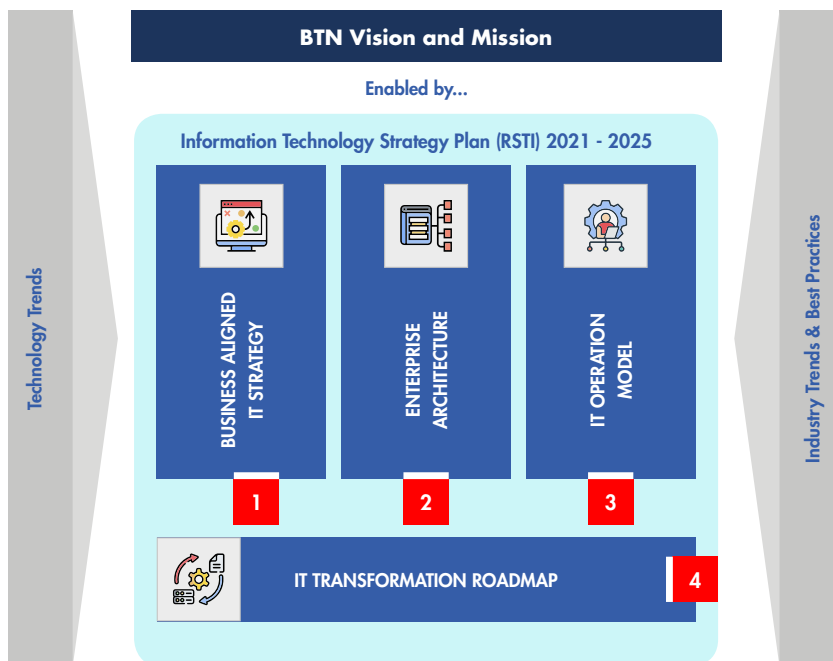 BTN Vision and Mission
Enabled by...
Information Technology Strategy Plan (RSTI) 2021 - 2025
Technology Trends
BUSINESS ALIGNED
IT STRATEGY
ENTERPRISE
ARCHITECTURE
IT OPERATION
MODEL
Industry Trends & Best Practices
1
2
3
IT TRANSFORMATION ROADMAP
4